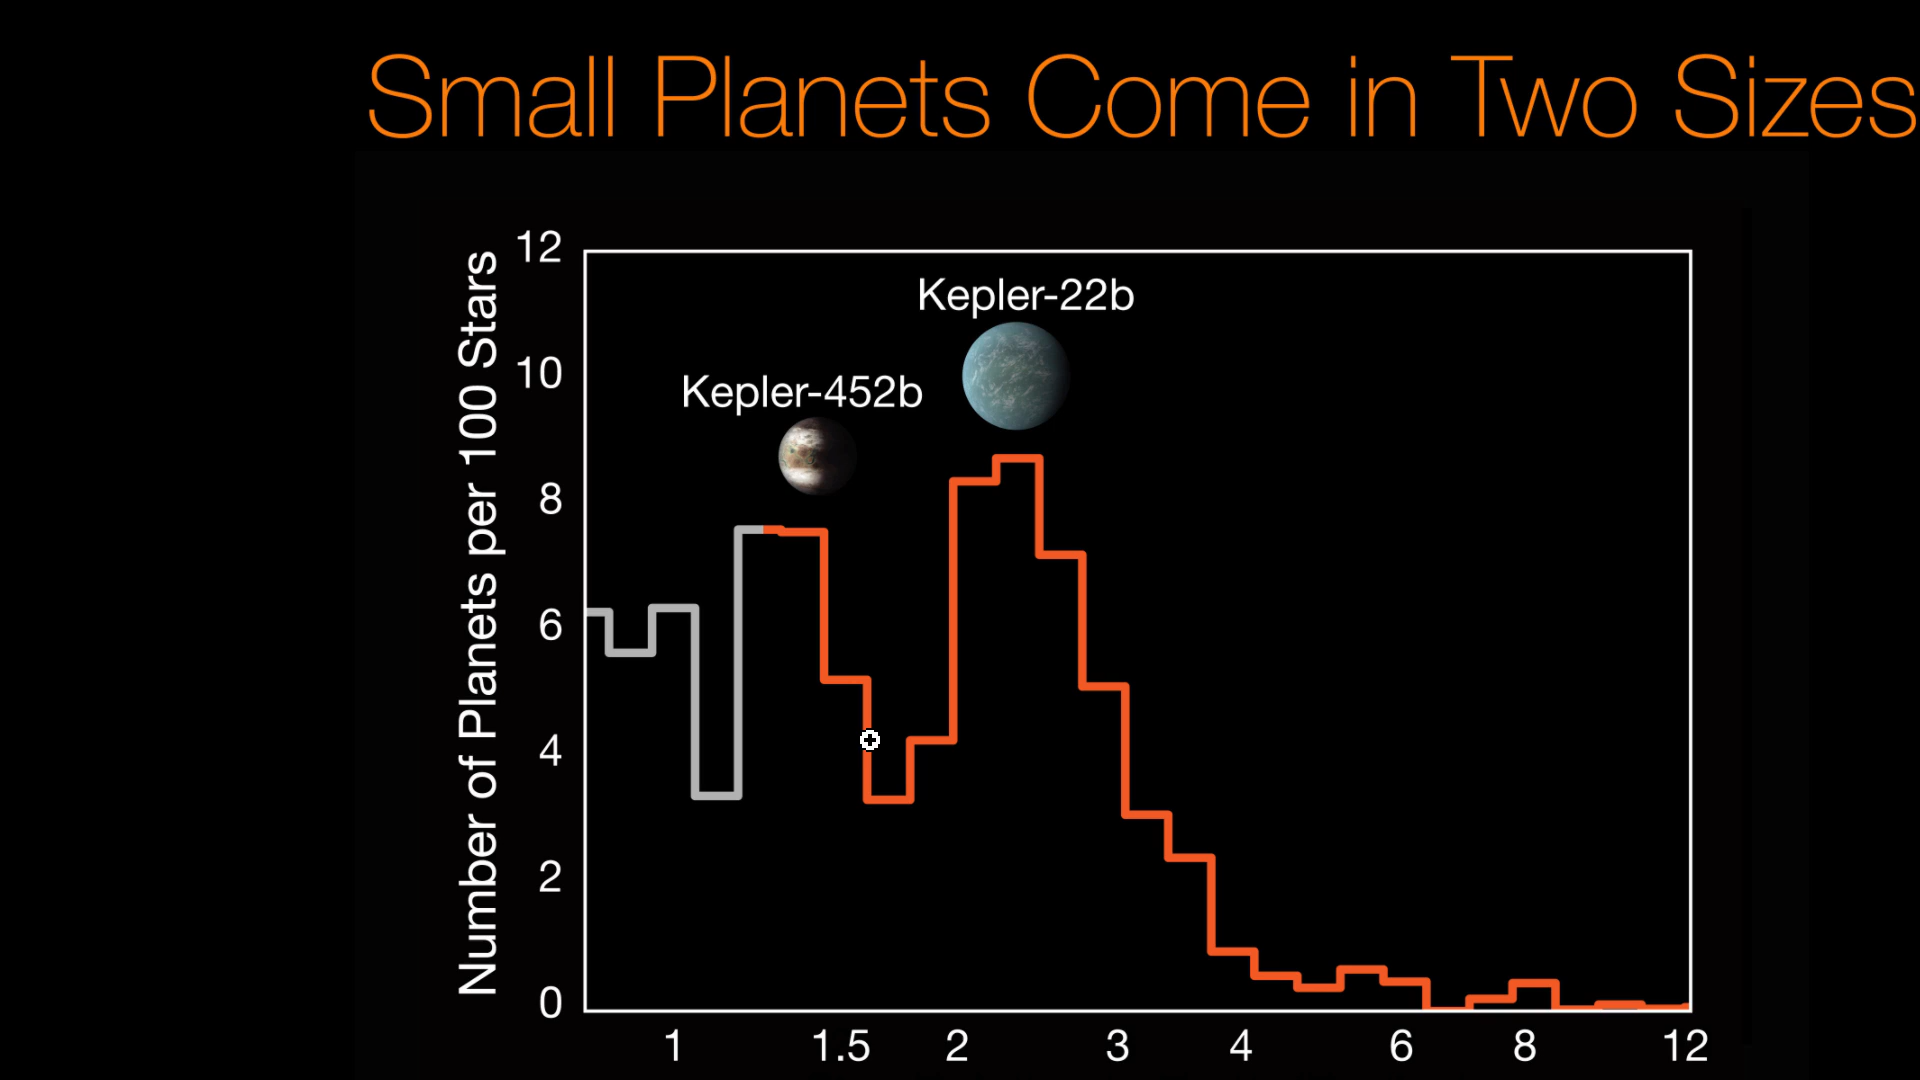 Small Planets Come in Two Sizes
Number of Planets per 100 Stars
12
10
8
6
4
2
0
Kepler-22b
Kepler-452b
1 1.5 2 3 4 6 8 12